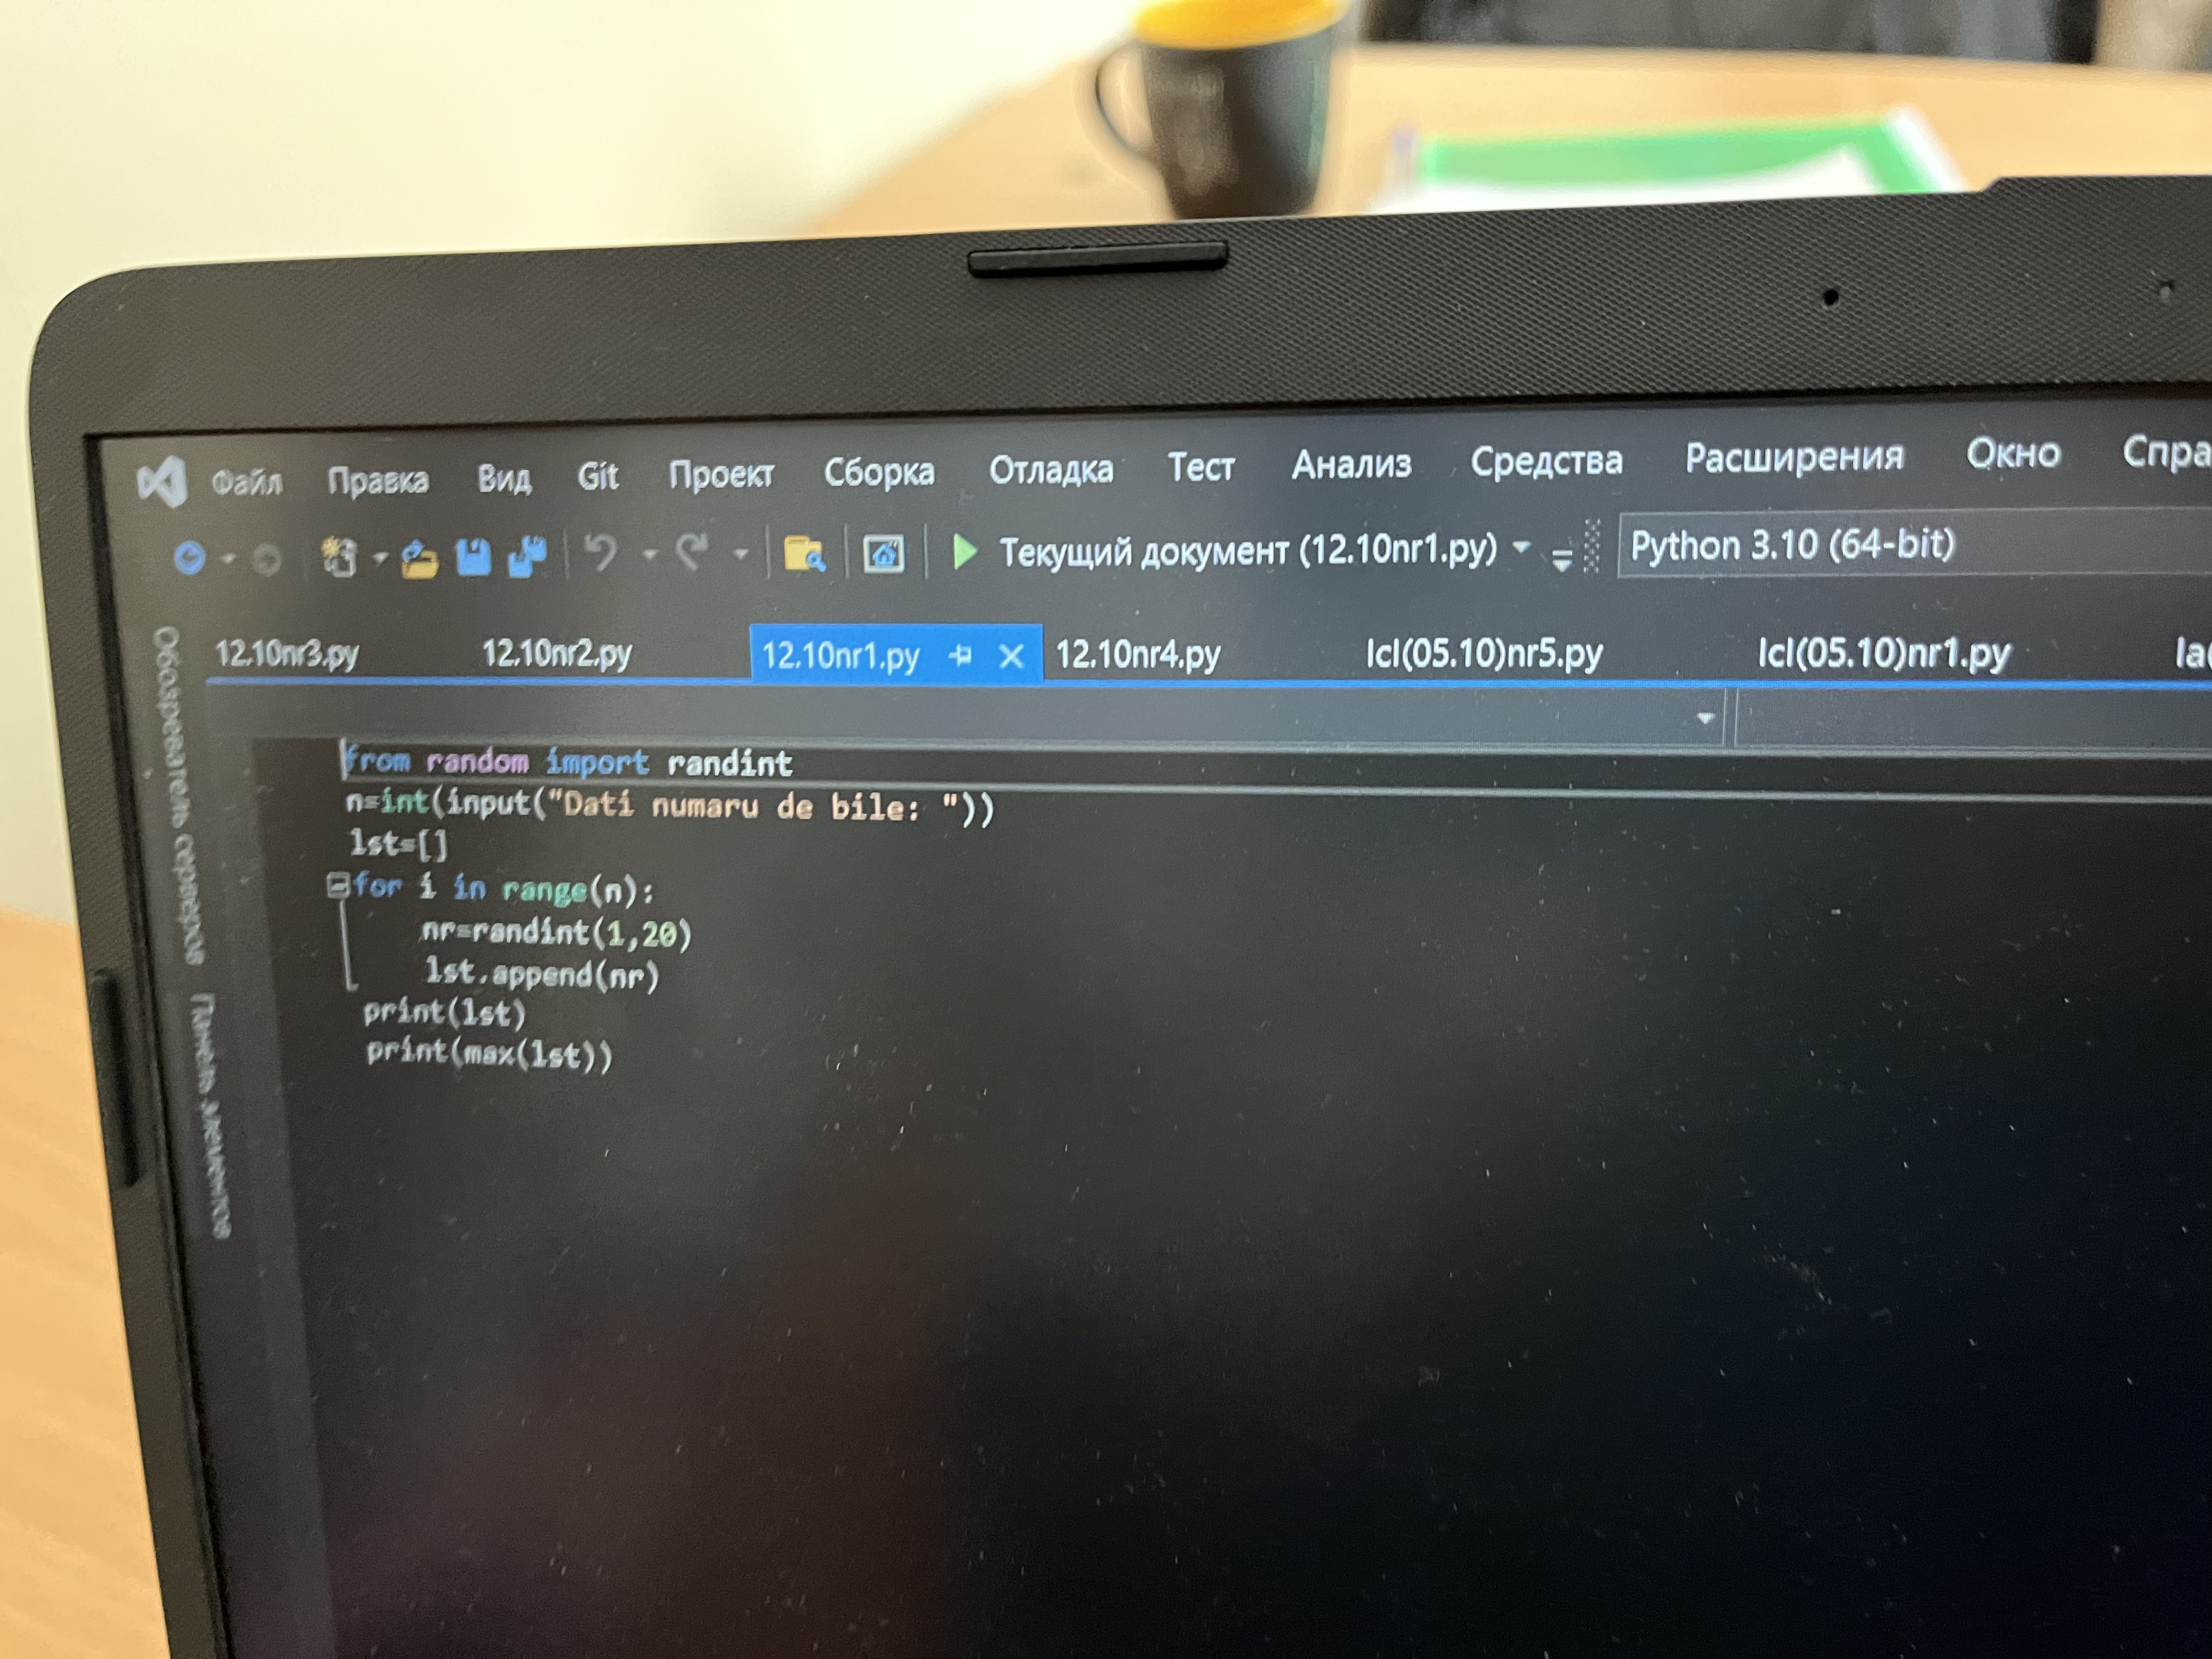 Файл Правка Вид Git Проект Сборка Отладка Тест Анализ Средства Расширения Окно Спра
Текущий документ (12.10nr1.py) Python 3.10 (64-bit)
12.10nr3.py 12.10nr2.py 12.10nr1.py 12.10nr4.py lcl(05.10)nr5.py lcl(05.10)nr1.py
Обозреватель серверов
Панель элементов
from random import randint
n=int(input("Dati numaru de bile: "))
lst=[]
for i in range(n):
nr=randint(1,20)
lst.append(nr)
print(lst)
print(max(lst))